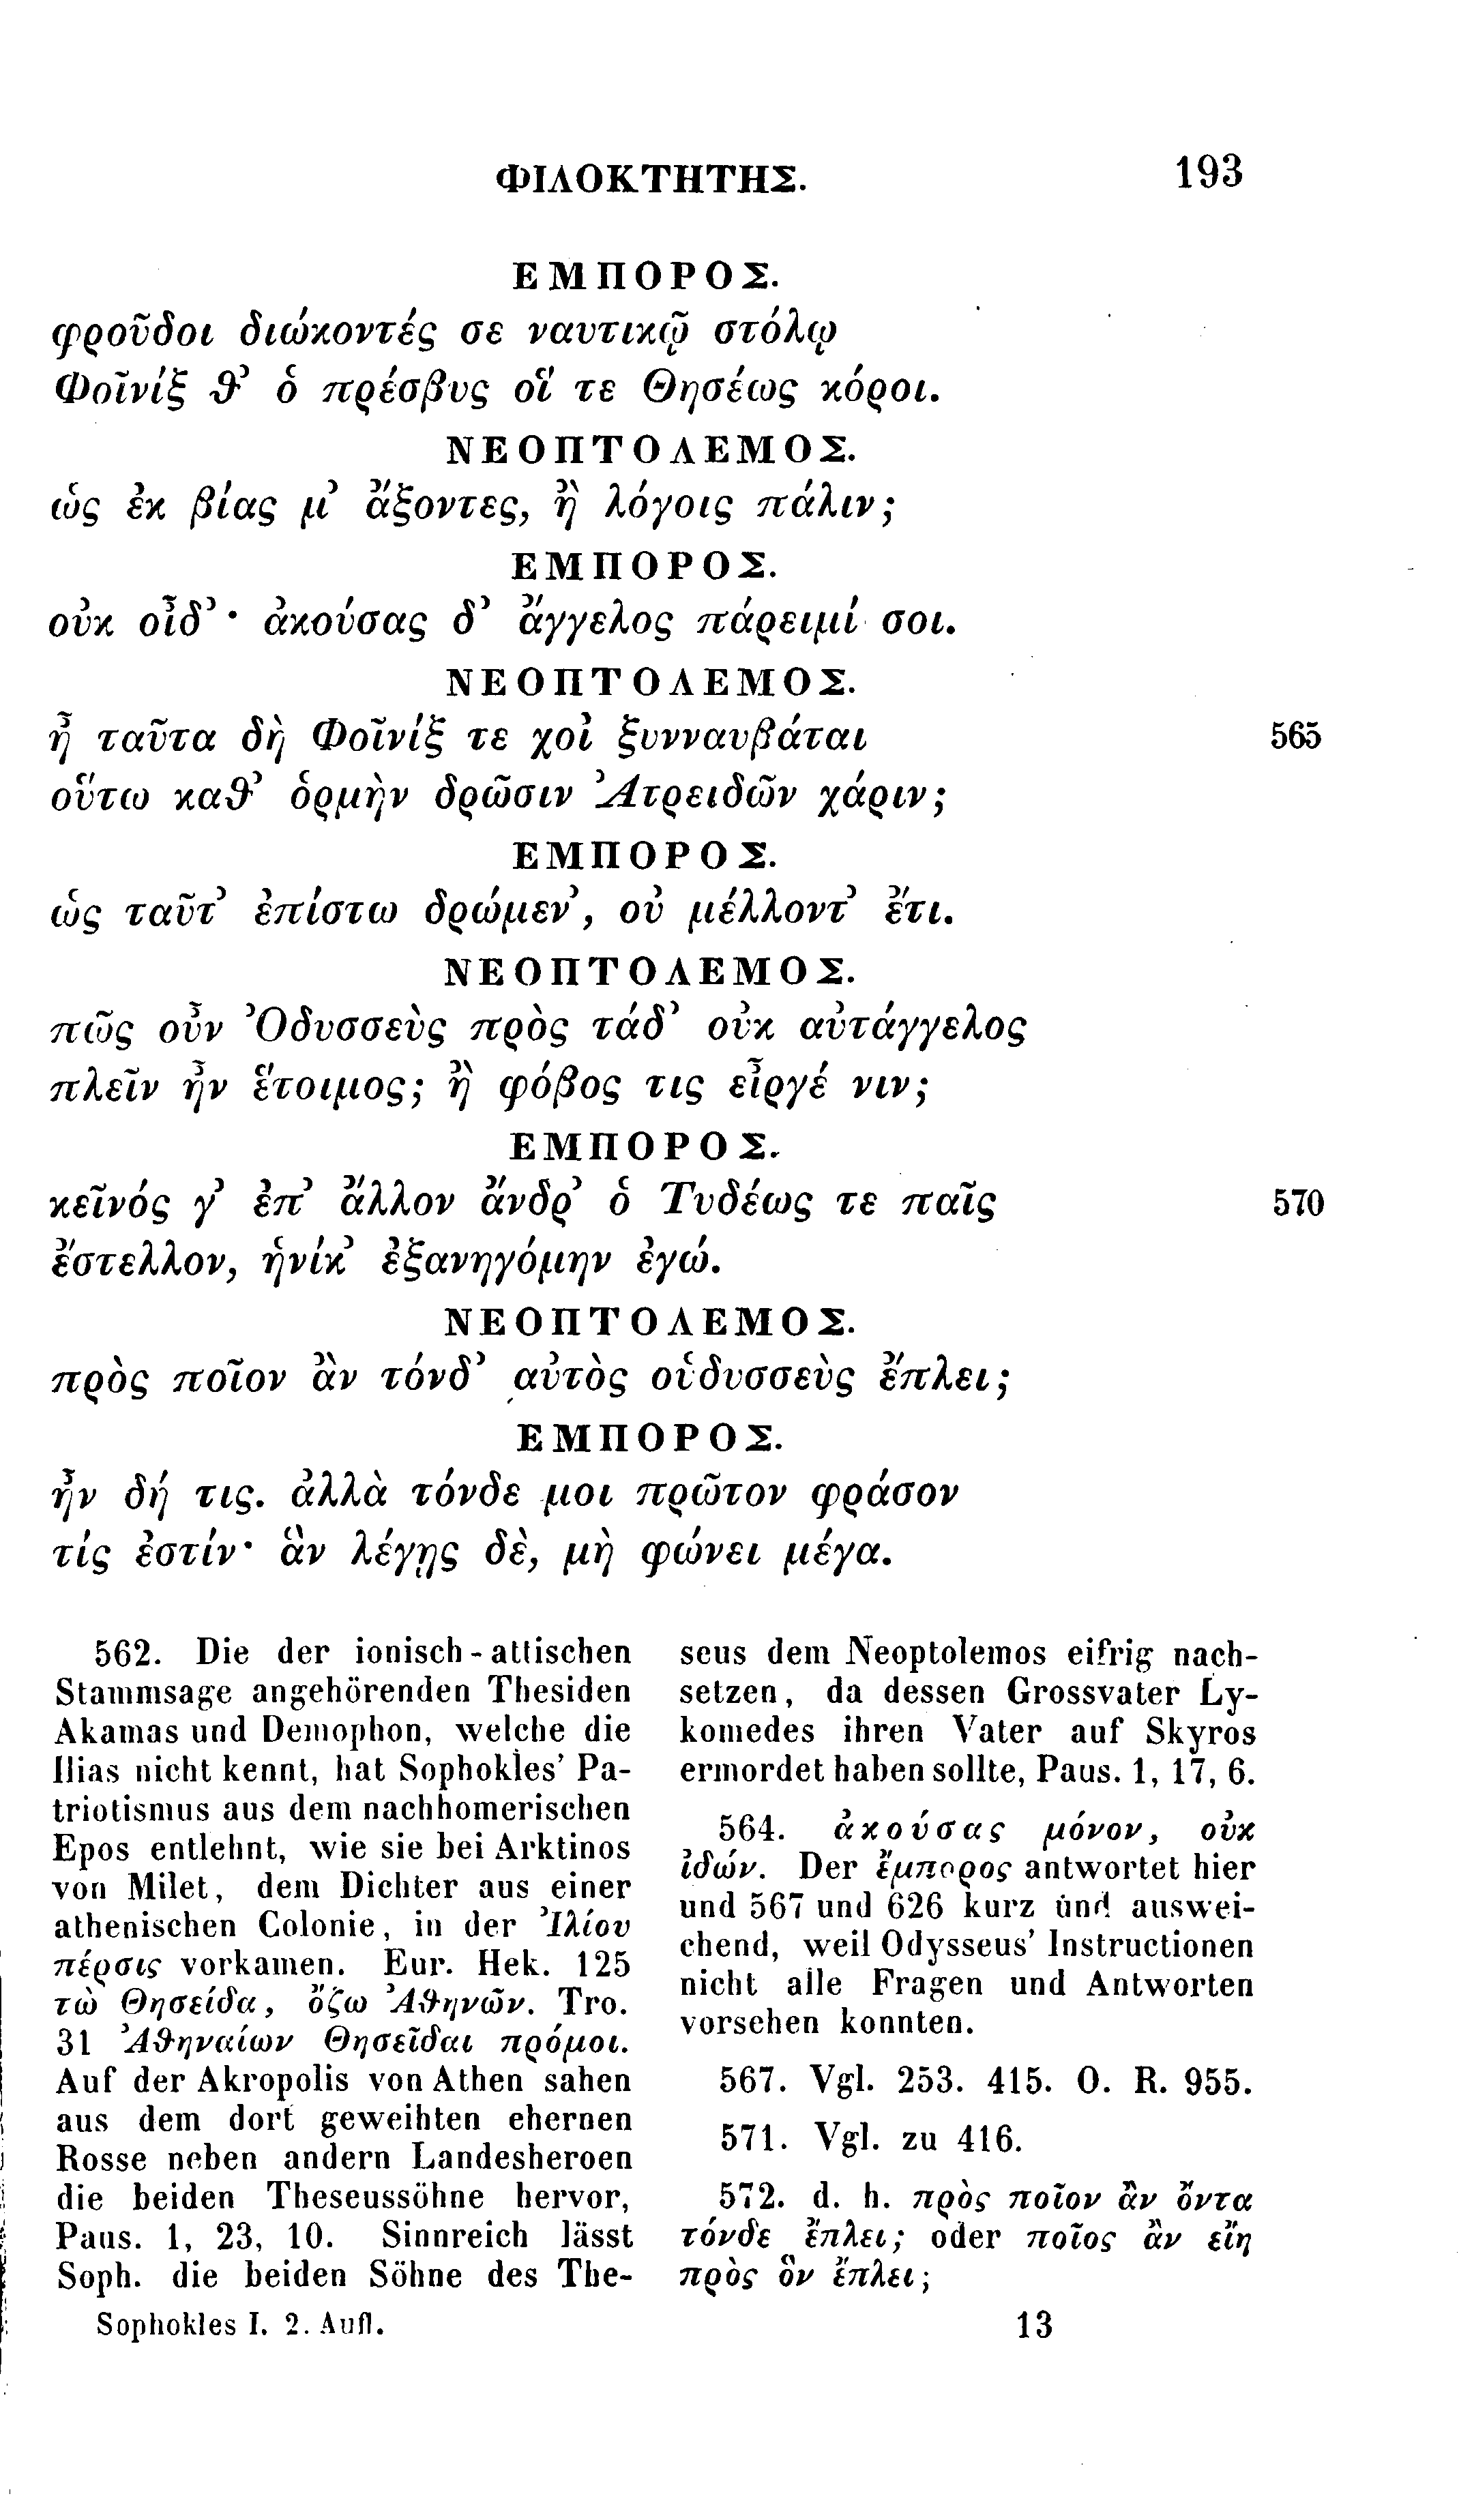 ΦΙΛΟΚΤΗΤΗΣ. 193
ΕΜΠΟΡΟΣ.
φροῦδοι διώκοντές σε ναυτικῷ στόλῳ
Φοῖνίξ θ’ ὁ πρέσβυς οἵ τε Θησέως κόροι.
ΝΕΟΠΤΟΛΕΜΟΣ.
ὡς ἐκ βίας μ’ ἄξοντες, ἢ λόγοις πάλιν;
ΕΜΠΟΡΟΣ.
οὐκ οἶδ’· ἀκούσας δ’ ἄγγελος πάρειμί σοι.
ΝΕΟΠΤΟΛΕΜΟΣ.
ἦ ταῦτα δὴ Φοῖνίξ τε χοἰ ξυνναυβάται 565
οὕτω καθ’ ὁρμὴν δρῶσιν Ἀτρειδῶν χάριν;
ΕΜΠΟΡΟΣ.
ὡς ταῦτ’ ἐπίστω δρώμεν’, οὐ μέλλοντ’ ἔτι.
ΝΕΟΠΤΟΛΕΜΟΣ.
πῶς οὖν Ὀδυσσεὺς πρὸς τάδ’ οὐκ αὐτάγγελος
πλεῖν ἦν ἕτοιμος; ἢ φόβος τις εἶργέ νιν;
ΕΜΠΟΡΟΣ.
κεῖνός γ’ ἐπ’ ἄλλον ἄνδρ’ ὁ Τυδέως τε παῖς 570
ἔστελλον, ἡνίκ’ ἐξανηγόμην ἐγώ.
ΝΕΟΠΤΟΛΕΜΟΣ.
πρὸς ποῖον ἂν τόνδ’ αὐτὸς οὑδυσσεὺς ἔπλει;
ΕΜΠΟΡΟΣ.
ἦν δή τις. ἀλλὰ τόνδε μοι πρῶτον φράσον
τίς ἐστίν· ἃν λέγῃς δὲ, μὴ φώνει μέγα.
562. Die der ionisch-attischen
Stammsage angehörenden Thesiden
Akamas und Demophon, welche die
Ilias nicht kennt, hat Sophokles’ Pa-
triotismus aus dem nachhomerischen
Epos entlehnt, wie sie bei Arktinos
von Milet, dem Dichter aus einer
athenischen Colonie, in der Ἰλίου
πέρσις vorkamen. Eur. Hek. 125
τὼ Θησείδα, ὄζω Ἀθηνῶν. Tro.
31 Ἀθηναίων Θησεῖδαι πρόμοι.
Auf der Akropolis von Athen sahen
aus dem dort geweihten ehernen
Rosse neben andern Landesheroen
die beiden Theseussöhne hervor,
Paus. 1, 23, 10. Sinnreich lässt
Soph. die beiden Söhne des The-
seus dem Neoptolemos eifrig nach-
setzen, da dessen Grossvater Ly-
komedes ihren Vater auf Skyros
ermordet haben sollte, Paus. 1, 17, 6.
564. ἀκούσας μόνον, οὐκ
ἰδών. Der ἔμπορος antwortet hier
und 567 und 626 kurz und auswei-
chend, weil Odysseus’ Instructionen
nicht alle Fragen und Antworten
vorsehen konnten.
567. Vgl. 253. 415. O. R. 955.
571. Vgl. zu 416.
572. d. h. πρὸς ποῖον ἂν ὄντα
τόνδε ἔπλει; oder ποῖος ἂν εἴη
πρὸς ὃν ἔπλει;
Sophokles I. 2. Aufl. 13